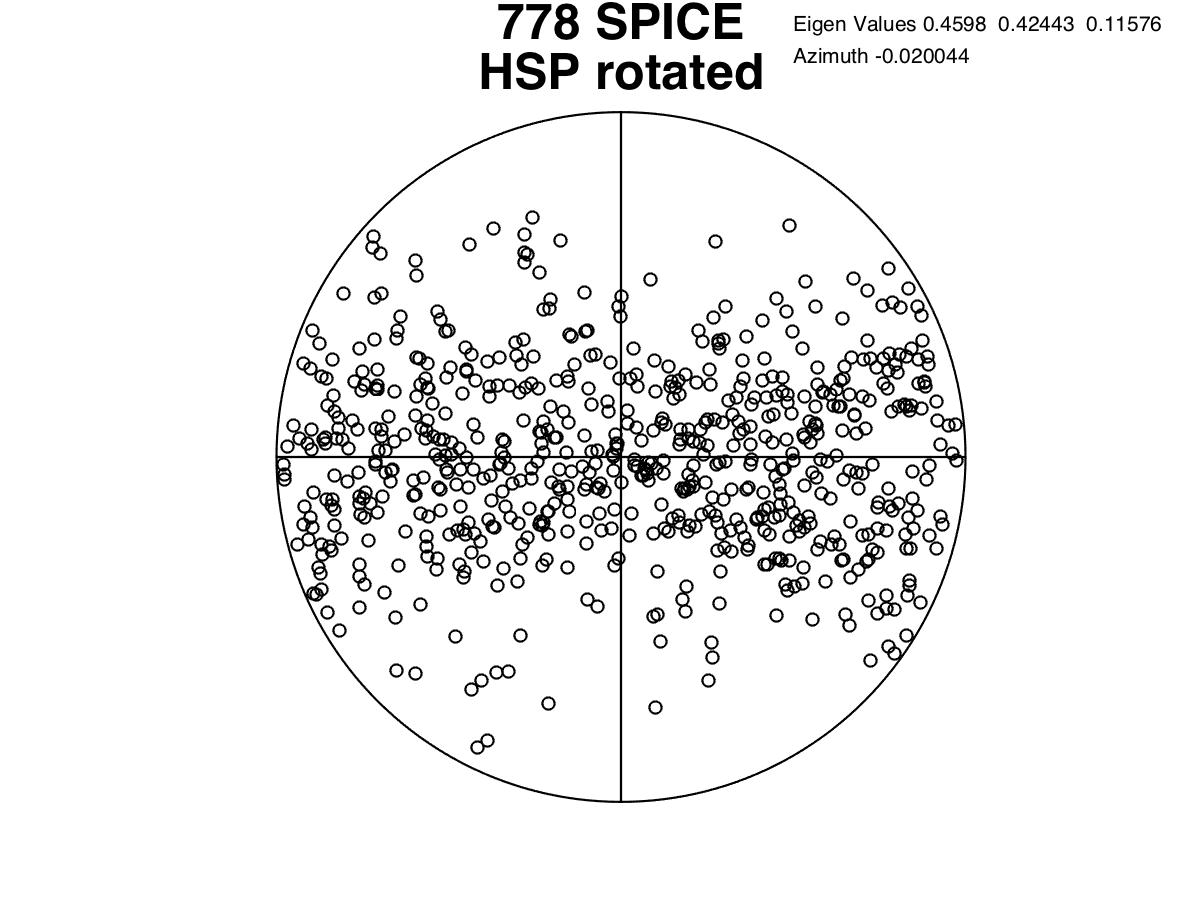 778 SPICE
HSP rotated
Eigen Values 0.4598  0.42443  0.11576
Azimuth -0.020044